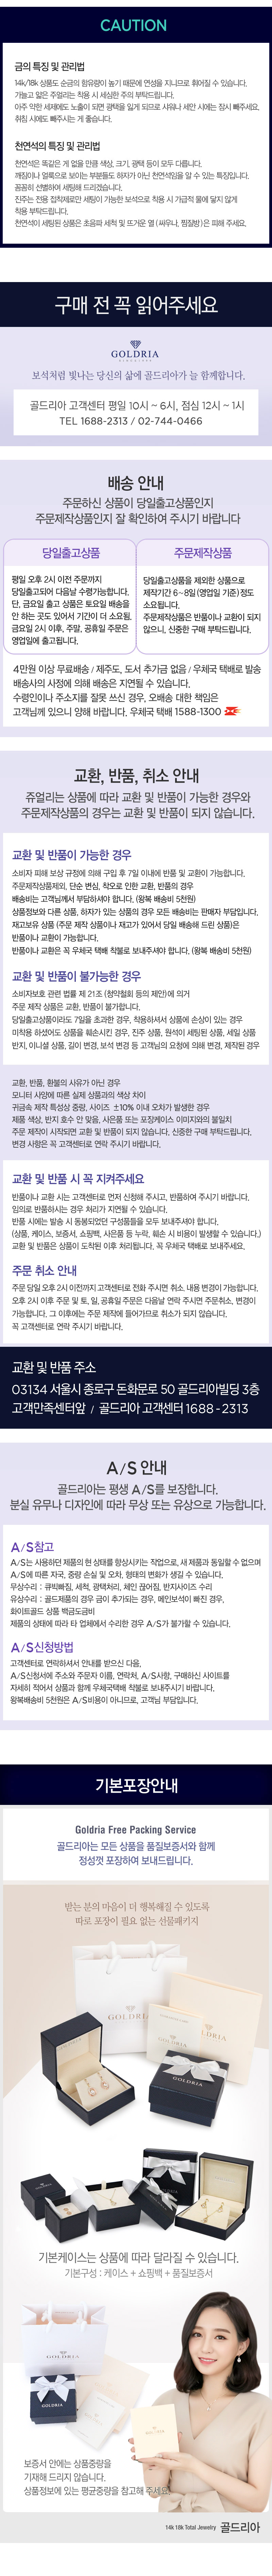 CAUTION
금의 특징 및 관리법
14k/18k 상품도 순금의 함유량이 높기 때문에 연성을 지니므로 휘어질 수 있습니다.
가늘고 얇은 주얼리는 착용 시 세심한 주의 부탁드립니다.
아주 약한 세제에도 노출이 되면 광택을 잃게 되므로 샤워나 세안 시에는 잠시 빼주세요.
취침 시에도 빼주시는 게 좋습니다.
천연석의 특징 및 관리법
천연석은 똑같은 게 없을 만큼 색상, 크기, 광택 등이 모두 다릅니다.
깨짐이나 얼룩으로 보이는 부분들도 하자가 아닌 천연석임을 알 수 있는 특징입니다.
꼼꼼히 선별하여 세팅해 드리겠습니다.
진주는 전용 접착제로만 세팅이 가능한 보석으로 착용 시 가급적 물에 닿지 않게
착용 부탁드립니다.
천연석이 세팅된 상품은 초음파 세척 및 뜨거운 열 (싸우나, 찜질방)은 피해 주세요.
구매 전 꼭 읽어주세요
GOLDRIA
보석처럼 빛나는 당신의 삶에 골드리아가 늘 함께합니다.
골드리아 고객센터 평일 10시 ~ 6시, 점심 12시 ~ 1시
TEL 1688-2313 / 02-744-0466
배송 안내
주문하신 상품이 당일출고상품인지
주문제작상품인지 잘 확인하여 주시기 바랍니다
당일출고상품
평일 오후 2시 이전 주문까지
당일출고되어 다음날 수령가능합니다.
단, 금요일 출고 상품은 토요일 배송을
안 하는 곳도 있어서 기간이 더 소요됨.
금요일 2시 이후, 주말, 공휴일 주문은
영업일에 출고됩니다.
주문제작상품
당일출고상품을 제외한 상품으로
제작기간 6~8일 (영업일 기준) 정도
소요됩니다.
주문제작상품은 반품이나 교환이 되지
않으니, 신중한 구매 부탁드립니다.
4만원 이상 무료배송 / 제주도, 도서 추가금 없음 / 우체국 택배로 발송
배송사의 사정에 의해 배송은 지연될 수 있습니다.
수령인이나 주소지를 잘못 쓰신 경우, 오배송 대한 책임은
고객님께 있으니 양해 바랍니다. 우체국 택배 1588-1300
교환, 반품, 취소 안내
쥬얼리는 상품에 따라 교환 및 반품이 가능한 경우와
주문제작상품의 경우는 교환 및 반품이 되지 않습니다.
교환 및 반품이 가능한 경우
소비자 피해 보상 규정에 의해 구입 후 7일 이내에 반품 및 교환이 가능합니다.
주문제작상품제외, 단순 변심, 착오로 인한 교환, 반품의 경우
배송비는 고객님께서 부담하셔야 합니다. (왕복 배송비 5천원)
상품정보와 다른 상품, 하자가 있는 상품의 경우 모든 배송비는 판매자 부담입니다.
재고보유 상품 (주문 제작 상품이나 재고가 있어서 당일 배송해 드린 상품)은
반품이나 교환이 가능합니다.
반품이나 교환은 꼭 우체국 택배 착불로 보내주셔야 합니다. (왕복 배송비 5천원)
교환 및 반품이 불가능한 경우
소비자보호 관련 법률 제 21조 (청약철회 등의 제한)에 의거
주문 제작 상품은 교환, 반품이 불가합니다.
당일출고상품이라도 7일을 초과한 경우, 착용하셔서 상품에 손상이 있는 경우
미착용 하였어도 상품을 훼손시킨 경우, 진주 상품, 원석이 세팅된 상품, 세일 상품
반지, 이니셜 상품, 길이 변경, 보석 변경 등 고객님의 요청에 의해 변경, 제작된 경우
교환, 반품, 환불의 사유가 아닌 경우
모니터 사양에 따른 실제 상품과의 색상 차이
귀금속 제작 특성상 중량, 사이즈 ±10% 이내 오차가 발생한 경우
제품 색상, 반지 호수 안 맞음, 사은품 또는 포장케이스 이미지와의 불일치
주문 제작이 시작되면 교환 및 반품이 되지 않습니다. 신중한 구매 부탁드립니다.
변경 사항은 꼭 고객센터로 연락 주시기 바랍니다.
교환 및 반품 시 꼭 지켜주세요
반품이나 교환 시는 고객센터로 먼저 신청해 주시고, 반품하여 주시기 바랍니다.
임의로 반품하시는 경우 처리가 지연될 수 있습니다.
반품 시에는 발송 시 동봉되었던 구성품들을 모두 보내주셔야 합니다.
(상품, 케이스, 보증서, 쇼핑백, 사은품 등 누락, 훼손 시 비용이 발생할 수 있습니다.)
교환 및 반품은 상품이 도착된 이후 처리됩니다. 꼭 우체국 택배로 보내주세요.
주문 취소 안내
주문 당일 오후 2시 이전까지 고객센터로 전화 주시면 취소. 내용 변경이 가능합니다.
오후 2시 이후 주문 및 토, 일, 공휴일 주문은 다음날 연락 주시면 주문취소, 변경이
가능합니다. 그 이후에는 주문 제작에 들어가므로 취소가 되지 않습니다.
꼭 고객센터로 연락 주시기 바랍니다.
교환 및 반품 주소
03134 서울시 종로구 돈화문로 50 골드리아빌딩 3층
고객만족센터앞 / 골드리아 고객센터 1688-2313
A/S 안내
골드리아는 평생 A/S를 보장합니다.
분실 유무나 디자인에 따라 무상 또는 유상으로 가능합니다.
A/S참고
A/S는 사용하던 제품의 현 상태를 향상시키는 작업으로, 새 제품과 동일할 수 없으며
A/S에 따른 자국, 중량 손실 및 오차, 형태의 변화가 생길 수 있습니다.
무상수리 : 큐빅빠짐, 세척, 광택처리, 체인 끊어짐, 반지사이즈 수리
유상수리 : 골드제품의 경우 금이 추가되는 경우, 메인보석이 빠진 경우,
화이트골드 상품 백금도금비
제품의 상태에 따라 타 업체에서 수리한 경우 A/S가 불가할 수 있습니다.
A/S신청방법
고객센터로 연락하셔서 안내를 받으신 다음,
A/S신청서에 주소와 주문자 이름, 연락처, A/S사항, 구매하신 사이트를
자세히 적어서 상품과 함께 우체국택배 착불로 보내주시기 바랍니다.
왕복배송비 5천원은 A/S비용이 아니므로, 고객님 부담입니다.
기본포장안내
Goldria Free Packing Service
골드리아는 모든 상품을 품질보증서와 함께
정성껏 포장하여 보내드립니다.
받는 분의 마음이 더 행복해질 수 있도록
따로 포장이 필요 없는 선물패키지
GOLDRIA
GOLDRIA
기본케이스는 상품에 따라 달라질 수 있습니다.
기본구성 : 케이스 + 쇼핑백 + 품질보증서
GOLDRIA
보증서 안에는 상품중량을
기재해 드리지 않습니다.
상품정보에 있는 평균중량을 참고해 주세요.
14k 18k Total Jewelry 골드리아